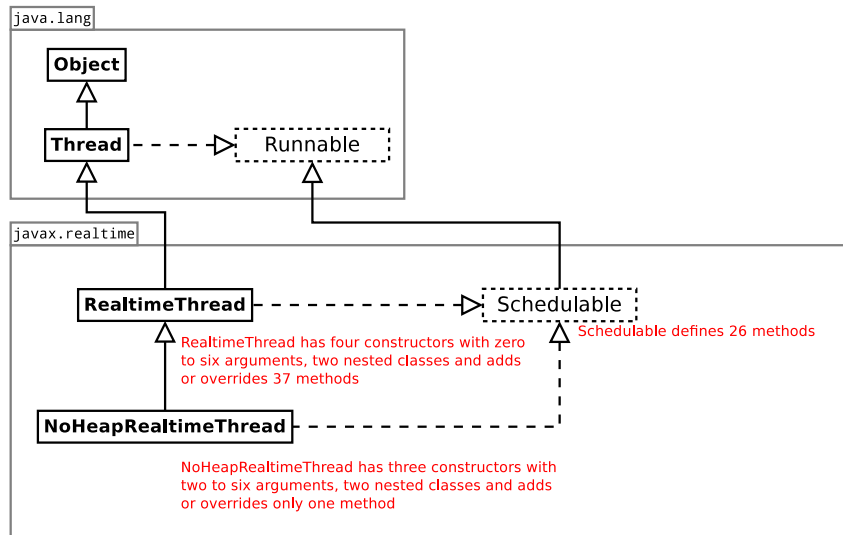 java.lang
Object
Thread
Runnable
javax.realtime
RealtimeThread
Schedulable
Schedulable defines 26 methods
RealtimeThread has four constructors with zero
to six arguments, two nested classes and adds
or overrides 37 methods
NoHeapRealtimeThread
NoHeapRealtimeThread has three constructors with
two to six arguments, two nested classes and adds
or overrides only one method